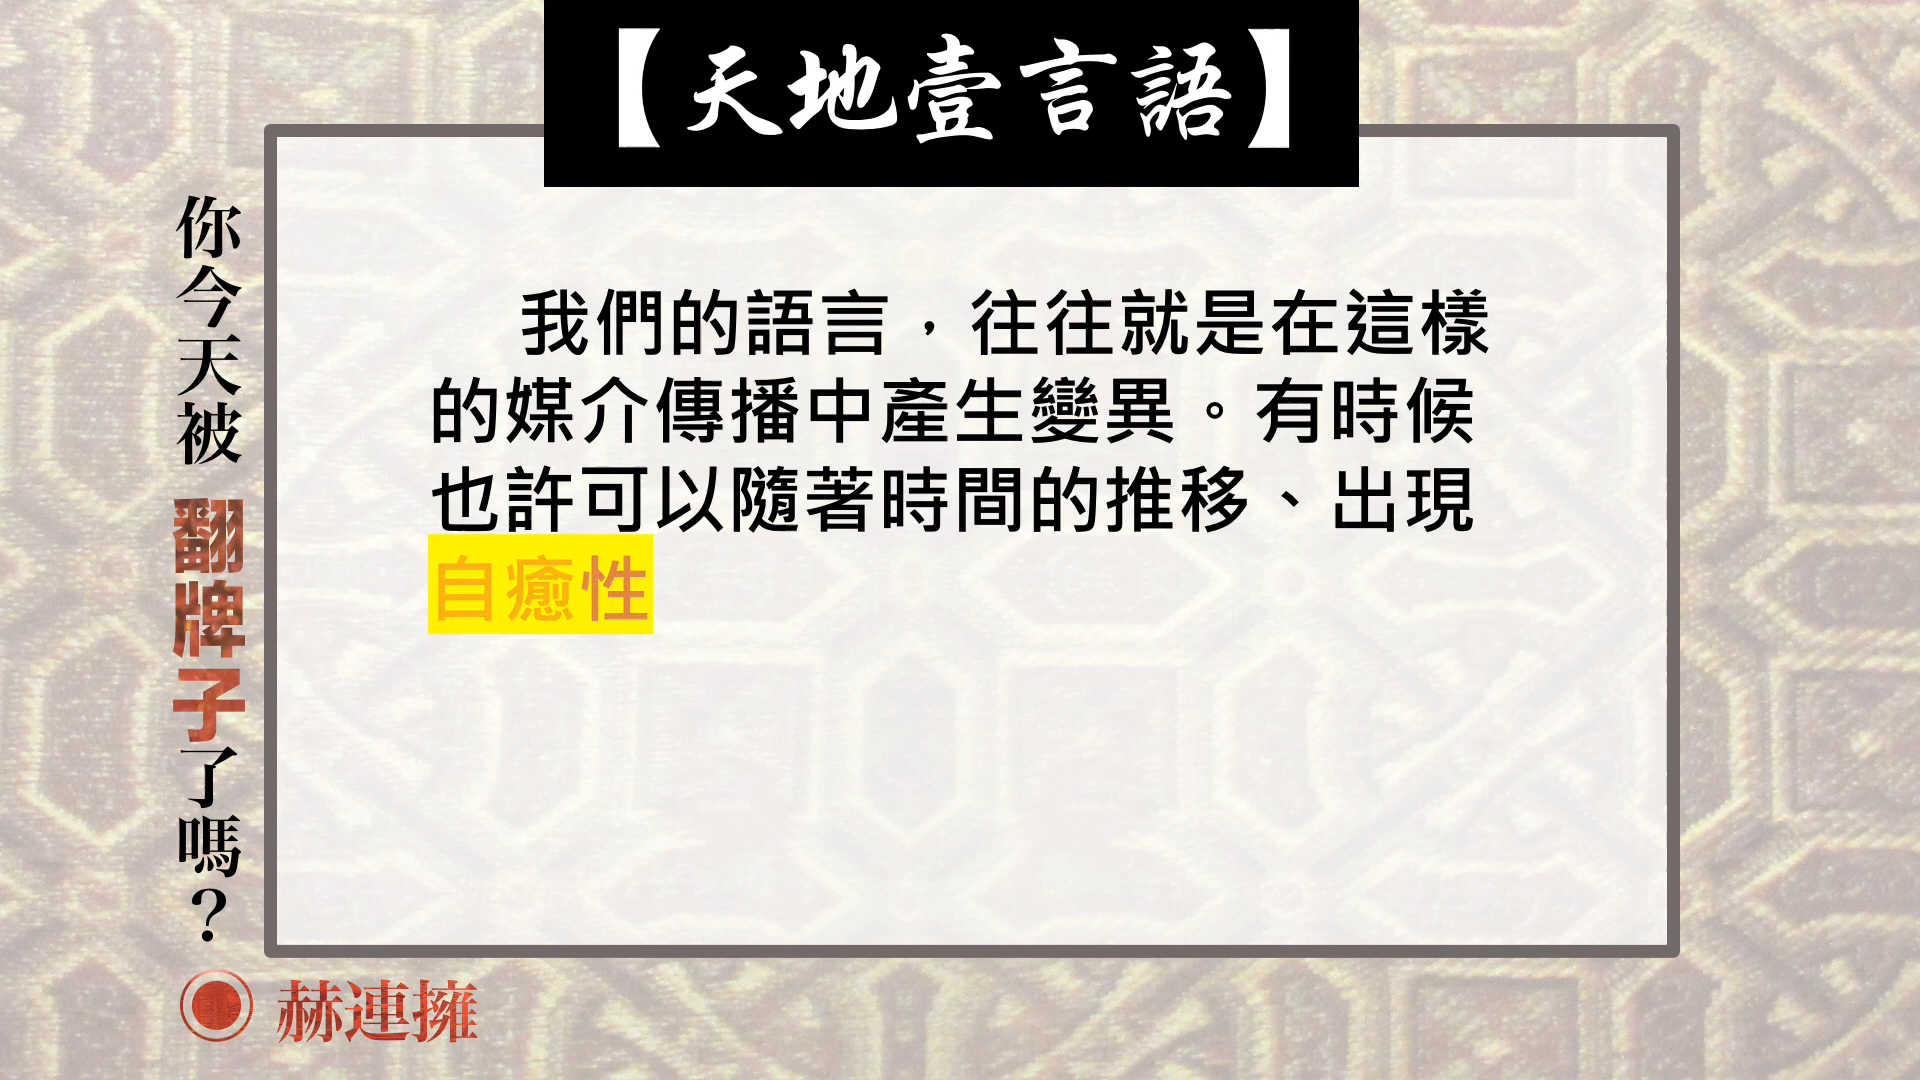 【天地壹言語】
你今天被翻牌子了嗎？
我們的語言，往往就是在這樣
的媒介傳播中產生變異。有時候
也許可以隨著時間的推移、出現
自癒性
赫連擁